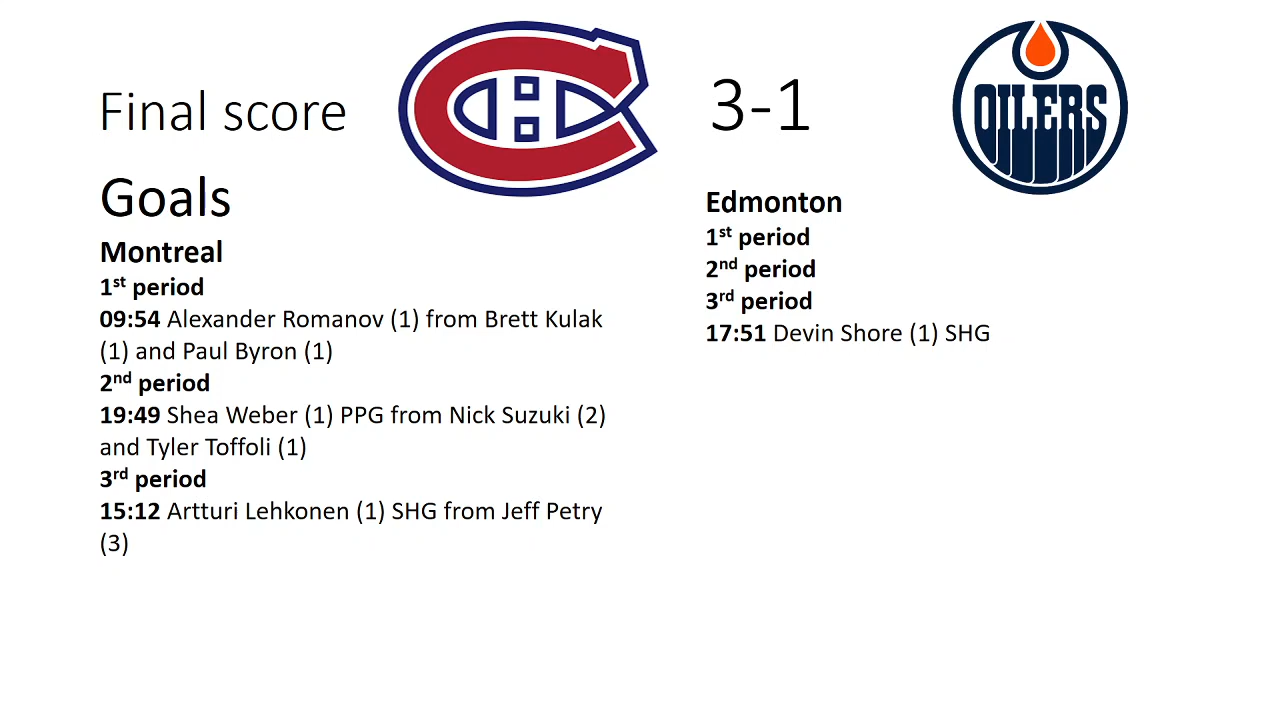 Final score
3-1
OILERS
Goals
Montreal
1st period
09:54 Alexander Romanov (1) from Brett Kulak
(1) and Paul Byron (1)
2nd period
19:49 Shea Weber (1) PPG from Nick Suzuki (2)
and Tyler Toffoli (1)
3rd period
15:12 Artturi Lehkonen (1) SHG from Jeff Petry
(3)
Edmonton
1st period
2nd period
3rd period
17:51 Devin Shore (1) SHG